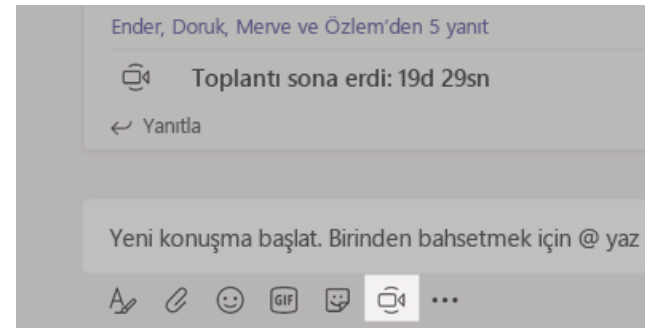 Ender, Doruk, Merve ve Özlem'den 5 yanıt
Toplantı sona erdi: 19d 29sn
Yanıtla
Yeni konuşma başlat. Birinden bahsetmek için @ yaz
GIF